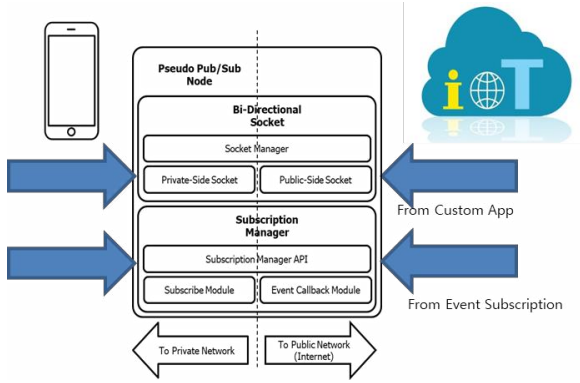 Pseudo Pub/Sub
Node
Bi-Directional
Socket
Socket Manager
Private-Side Socket
Public-Side Socket
Subscription
Manager
Subscription Manager API
Subscribe Module
Event Callback Module
To Private Network
To Public Network
(Internet)
iOT
From Custom App
From Event Subscription